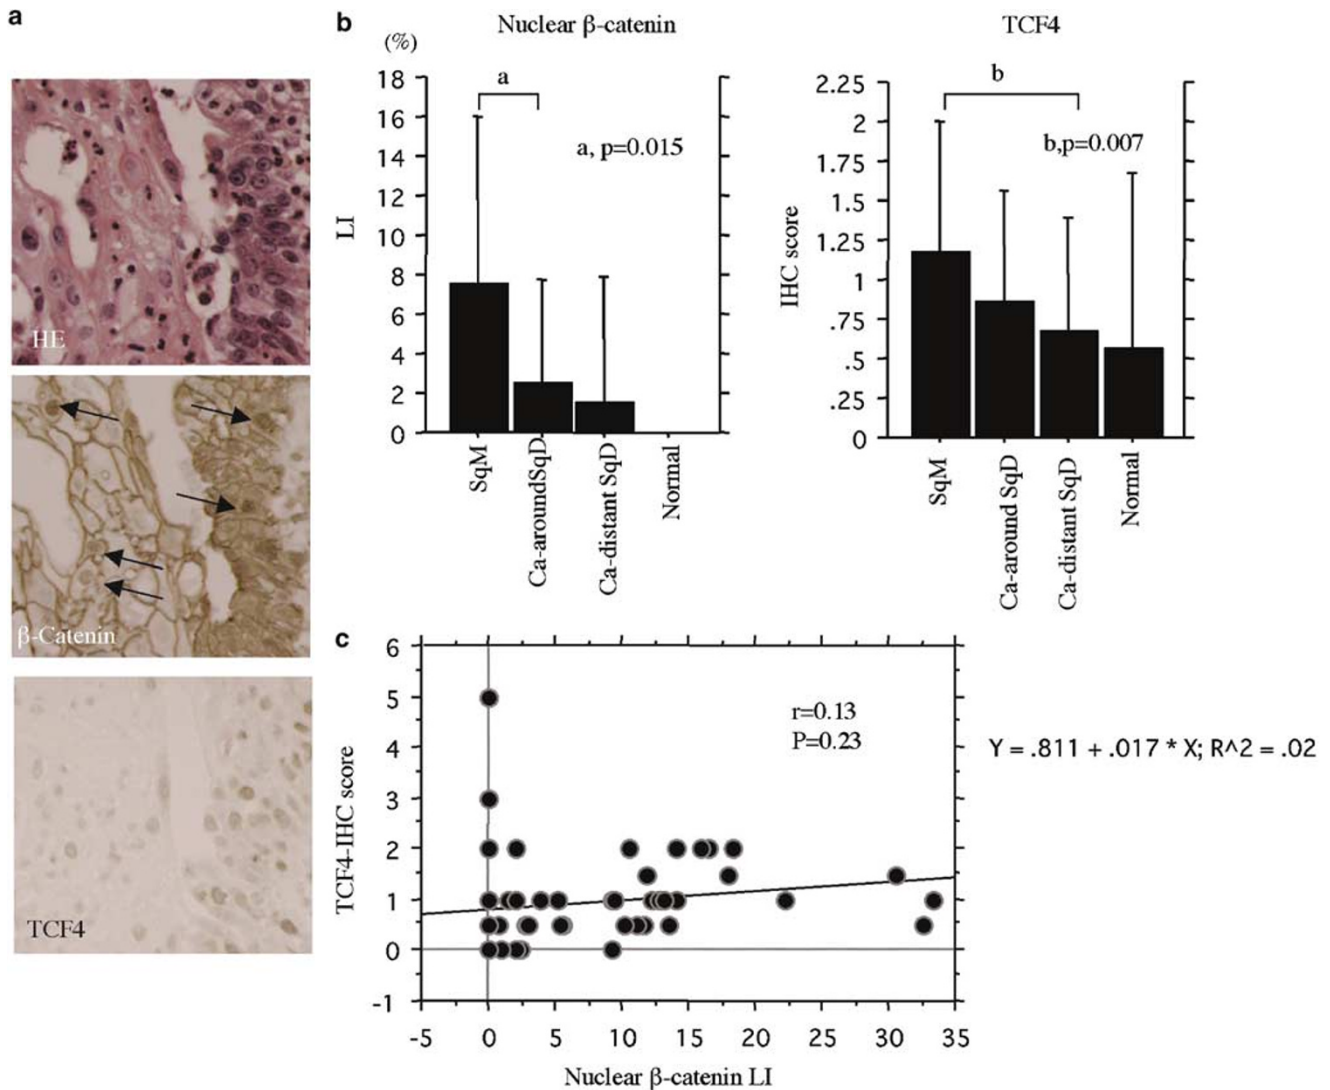 a
HE
β-Catenin
TCF4
b
Nuclear β-catenin
(%)
LI
18
16
14
12
10
8
6
4
2
0
a
a, p=0.015
SqM
Ca-aroundSqD
Ca-distant SqD
Normal
TCF4
IHC score
2.25
2
1.75
1.5
1.25
1
.75
.5
.25
0
b
b,p=0.007
SqM
Ca-around SqD
Ca-distant SqD
Normal
c
TCF4-IHC score
6
5
4
3
2
1
0
-1
r=0.13
P=0.23
Y = .811 + .017 * X; R^2 = .02
-5 0 5 10 15 20 25 30 35
Nuclear β-catenin LI